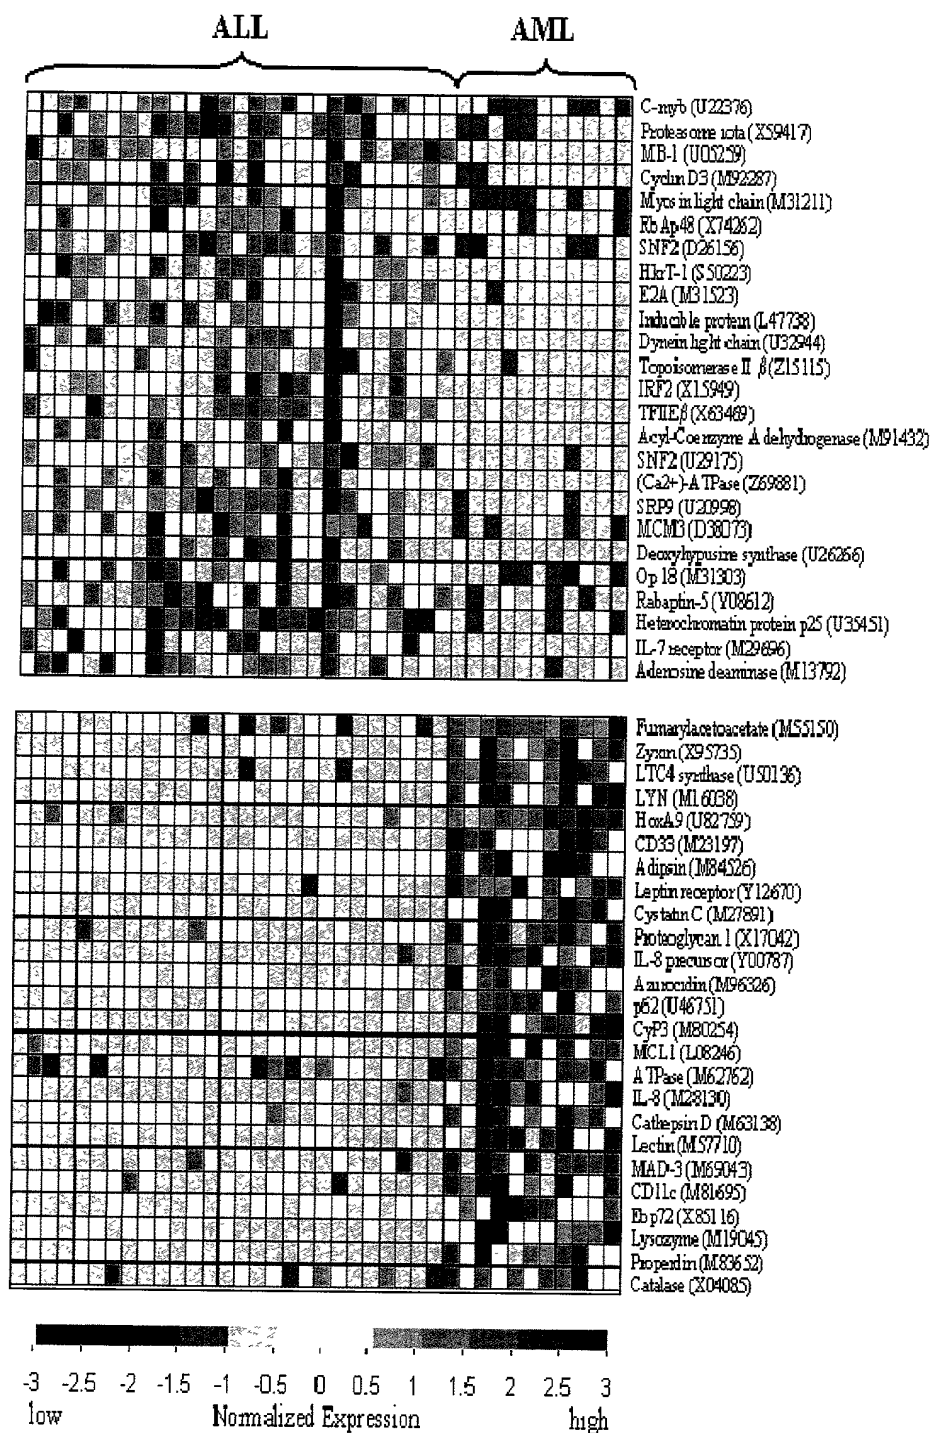 ALL AML
C-myb (U22376)
Proteasome iota (X59417)
MB-1 (U05259)
Cyclin D3 (M92287)
Myosin light chain (M31211)
RbAp48 (X74262)
SNF2 (D26156)
HkrT-1 (S50223)
E2A (M31523)
Inducible protein (L47738)
Dynein light chain (U32944)
Topoisomerase II β (Z15115)
IRF2 (X15949)
TFIIEβ (X63469)
Acyl-Coenzyme A dehydrogenase (M91432)
SNF2 (U29175)
(Ca2+)-ATPase (Z69881)
SRP9 (U20998)
MCM3 (D38073)
Deoxyhypusine synthase (U26266)
Op 18 (M31303)
Rabaptin-5 (Y08612)
Heterochromatin protein p25 (U35451)
IL-7 receptor (M29696)
Adenosine deaminase (M13792)
Fumarylacetoacetate (M55150)
Zyxin (X95735)
LTC4 synthase (U50136)
LYN (M16038)
HoxA9 (U82759)
CD33 (M23197)
Adipsin (M84526)
Leptin receptor (Y12670)
Cystatin C (M27891)
Proteoglycan 1 (X17042)
IL-8 precursor (Y00787)
Azurocidin (M96326)
p62 (U46751)
CyP3 (M80254)
MCL1 (L08246)
ATPase (M62762)
IL-8 (M28130)
Cathepsin D (M63138)
Lectin (M57710)
MAD-3 (M69043)
CD11c (M81695)
Ebp72 (X85116)
Lysozyme (M19045)
Properdin (M83652)
Catalase (X04085)
-3 -2.5 -2 -1.5 -1 -0.5 0 0.5 1 1.5 2 2.5 3
low Normalized Expression high